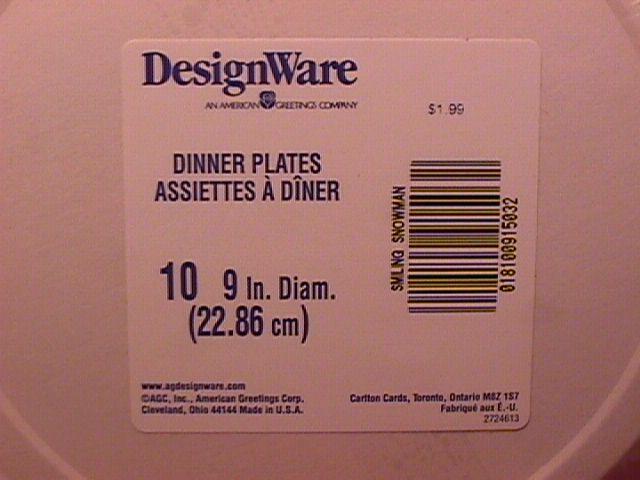 DesignWare
AN AMERICAN GREETINGS COMPANY
$1.99
DINNER PLATES
ASSIETTES À DÎNER
SMILING SNOWMAN
018100915032
10 9 In. Diam.
(22.86 cm)
www.agdesignware.com
©AGC, Inc., American Greetings Corp.
Cleveland, Ohio 44144 Made in U.S.A.
Carlton Cards, Toronto, Ontario M8Z 1S7
Fabriqué aux É.-U.
2724613